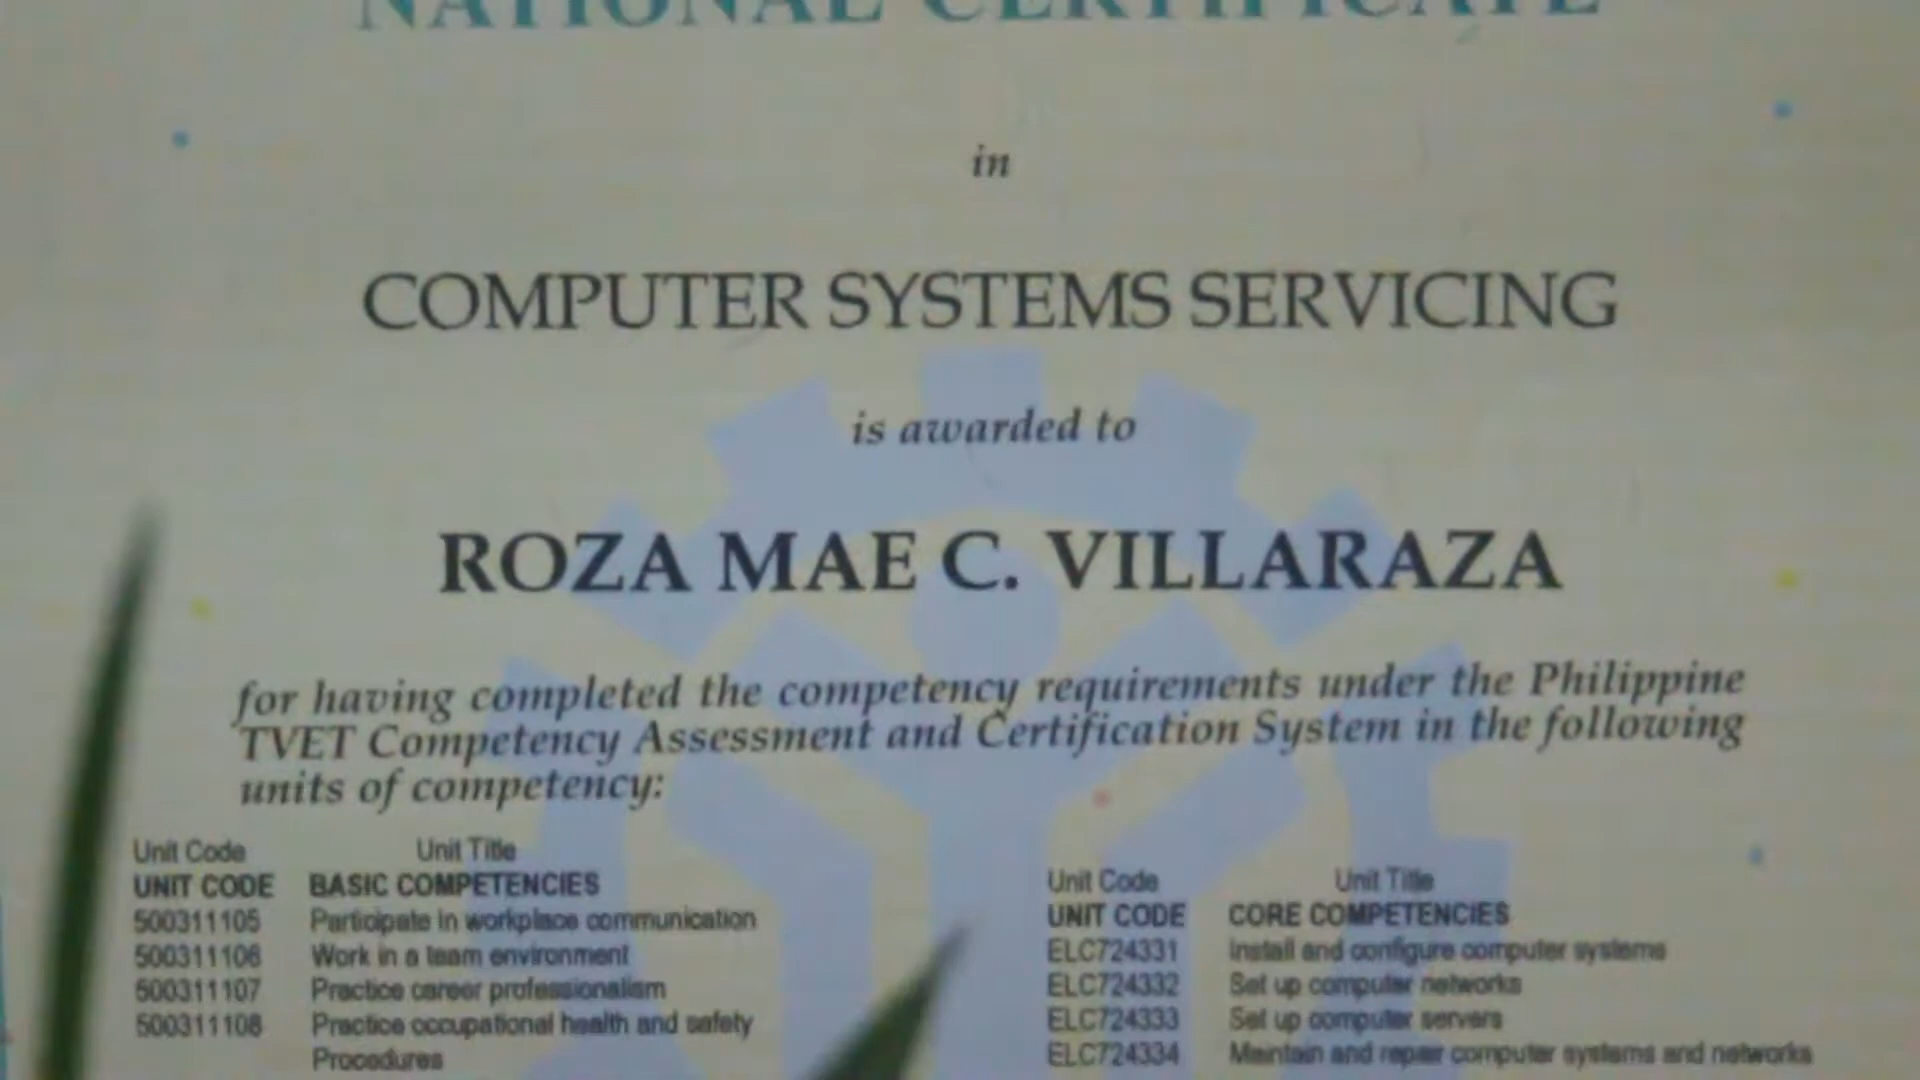 NATIONAL CERTIFICATE
in
COMPUTER SYSTEMS SERVICING
is awarded to
ROZA MAE C. VILLARAZA
for having completed the competency requirements under the Philippine
TVET Competency Assessment and Certification System in the following
units of competency:
Unit Code Unit Title
UNIT CODE BASIC COMPETENCIES
500311105 Participate in workplace communication
500311106 Work in a team environment
500311107 Practice career professionalism
500311108 Practice occupational health and safety
Procedures
Unit Code Unit Title
UNIT CODE CORE COMPETENCIES
ELC724331 Install and configure computer systems
ELC724332 Set up computer networks
ELC724333 Set up computer servers
ELC724334 Maintain and repair computer systems and networks